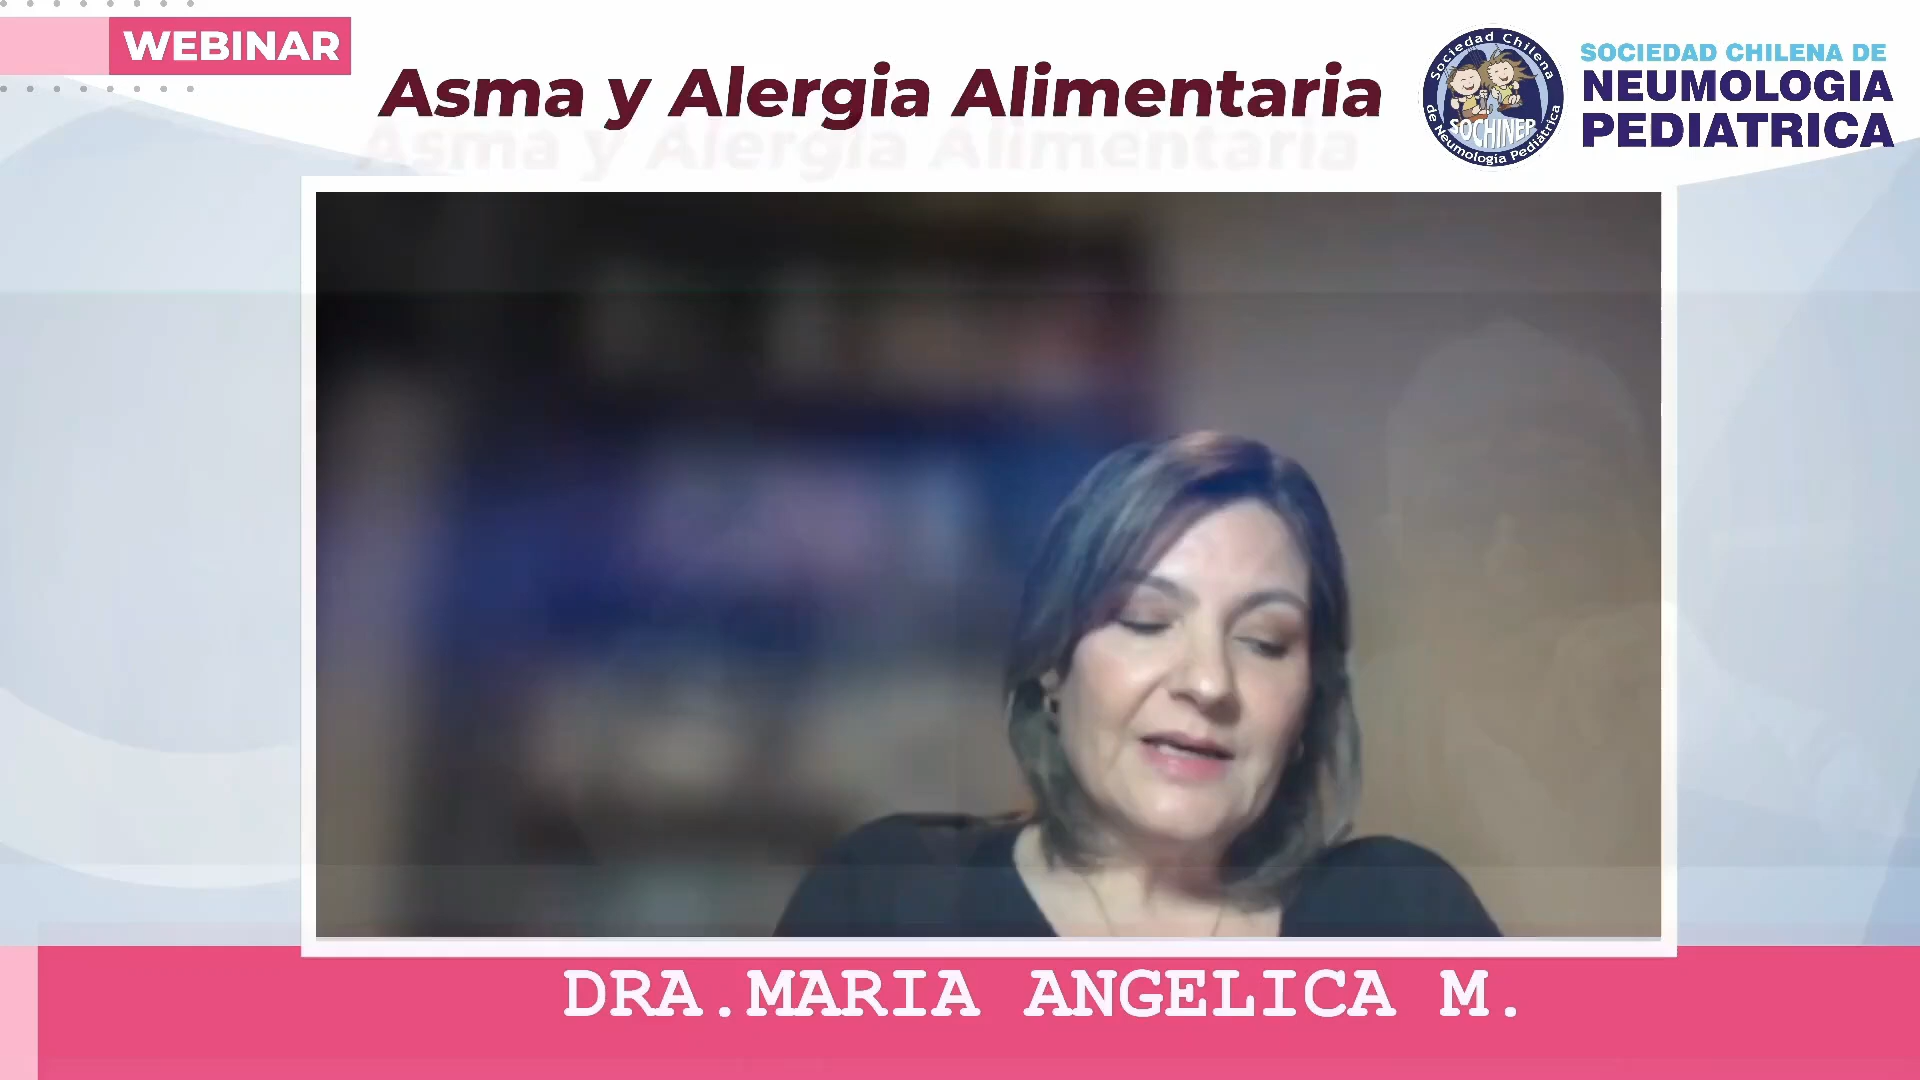 WEBINAR
Asma y Alergia Alimentaria
Sociedad Chilena
de Neumología Pediátrica
SOCHINEP
SOCIEDAD CHILENA DE
NEUMOLOGIA
PEDIATRICA
DRA.MARIA ANGELICA M.